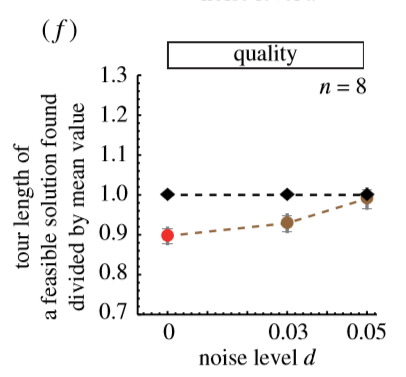 (f)
quality
n = 8
tour length of
a feasible solution found
divided by mean value
1.3
1.2
1.1
1.0
0.9
0.8
0.7
0 0.03 0.05
noise level d